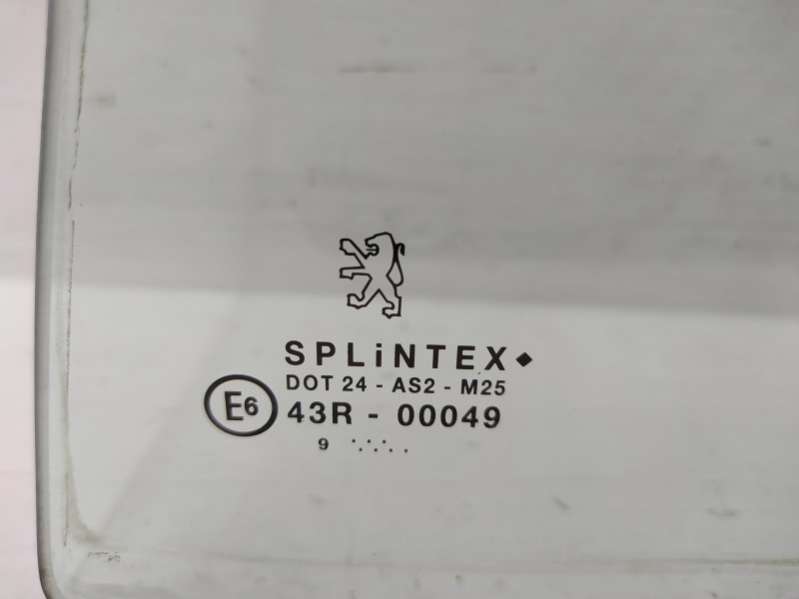 SPLiNTEX
DOT 24 - AS2 - M25
E6 43R - 00049
9